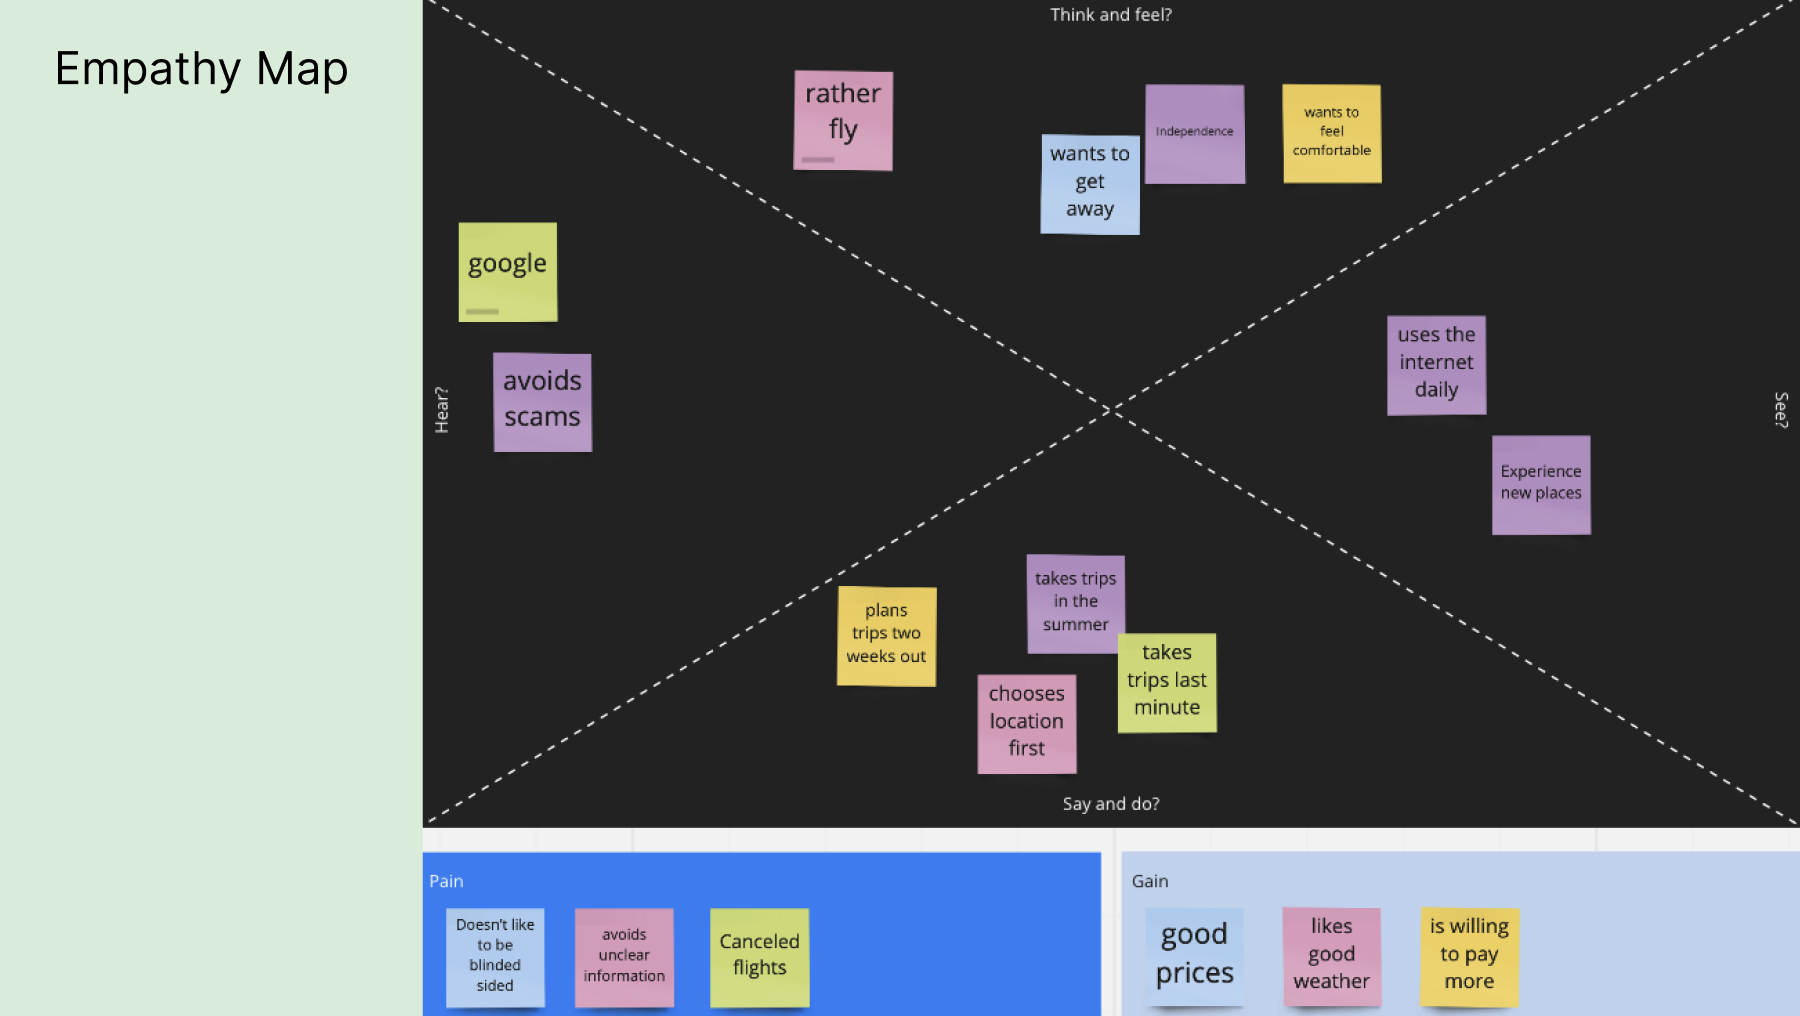 Empathy Map
Think and feel?
rather
fly
wants to
get
away
Independence
wants to
feel
comfortable
google
avoids
scams
Hear?
uses the
internet
daily
Experience
new places
See?
plans
trips two
weeks out
takes trips
in the
summer
chooses
location
first
takes
trips last
minute
Say and do?
Pain
Doesn't like
to be
blinded
sided
avoids
unclear
information
Canceled
flights
Gain
good
prices
likes
good
weather
is willing
to pay
more